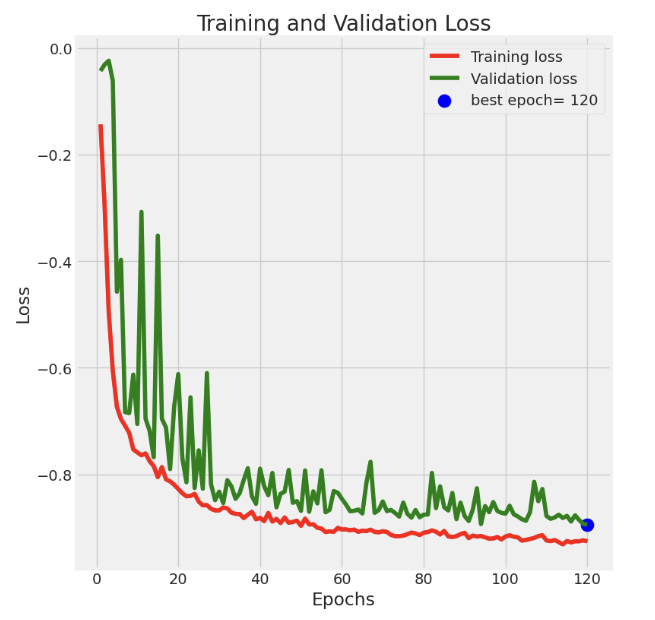 Training and Validation Loss
Training loss
Validation loss
best epoch= 120
0.0
−0.2
−0.4
−0.6
−0.8
Loss
0 20 40 60 80 100 120
Epochs